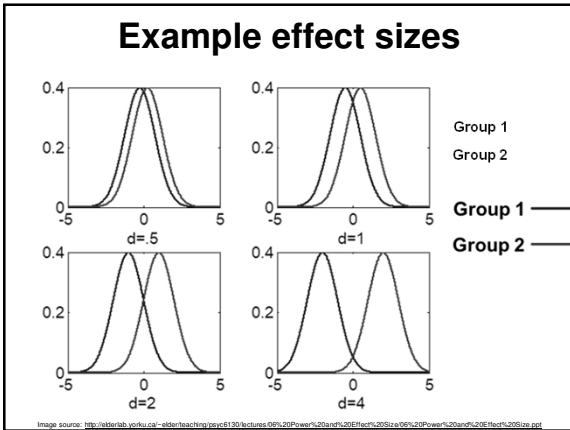 Example effect sizes
0.4
0.2
0
-5 0 5
d=.5
0.4
0.2
0
-5 0 5
d=1
Group 1
Group 2
Group 1
Group 2
0.4
0.2
0
-5 0 5
d=2
0.4
0.2
0
-5 0 5
d=4
Image source: http://elderlab.yorku.ca/~elder/teaching/psyc6130/lectures/06%20Power%20and%20Effect%20Size/06%20Power%20and%20Effect%20Size.ppt